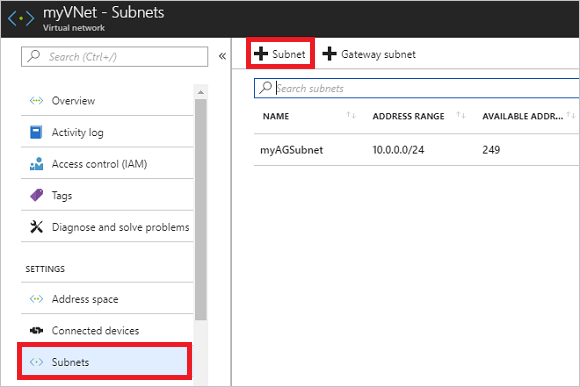 myVNet - Subnets
Virtual network
Search (Ctrl+/)
«
Overview
Activity log
Access control (IAM)
Tags
Diagnose and solve problems
SETTINGS
Address space
Connected devices
Subnets
+ Subnet + Gateway subnet
Search subnets
NAME ADDRESS RANGE AVAILABLE ADDR...
myAGSubnet 10.0.0.0/24 249